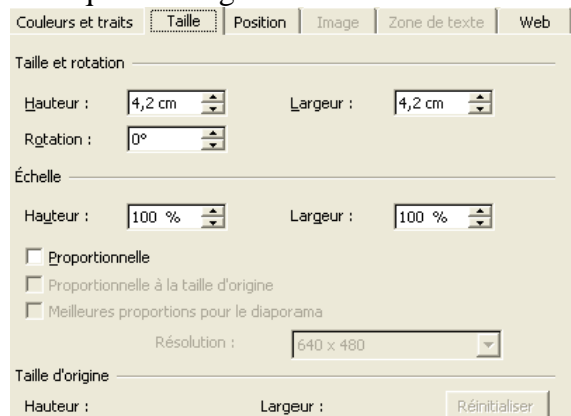 Couleurs et traits Taille Position Image Zone de texte Web
Taille et rotation
Hauteur : 4,2 cm Largeur : 4,2 cm
Rotation : 0°
Échelle
Hauteur : 100 % Largeur : 100 %
Proportionnelle
Proportionnelle à la taille d'origine
Meilleures proportions pour le diaporama
Résolution : 640 x 480
Taille d'origine
Hauteur : Largeur : Réinitialiser